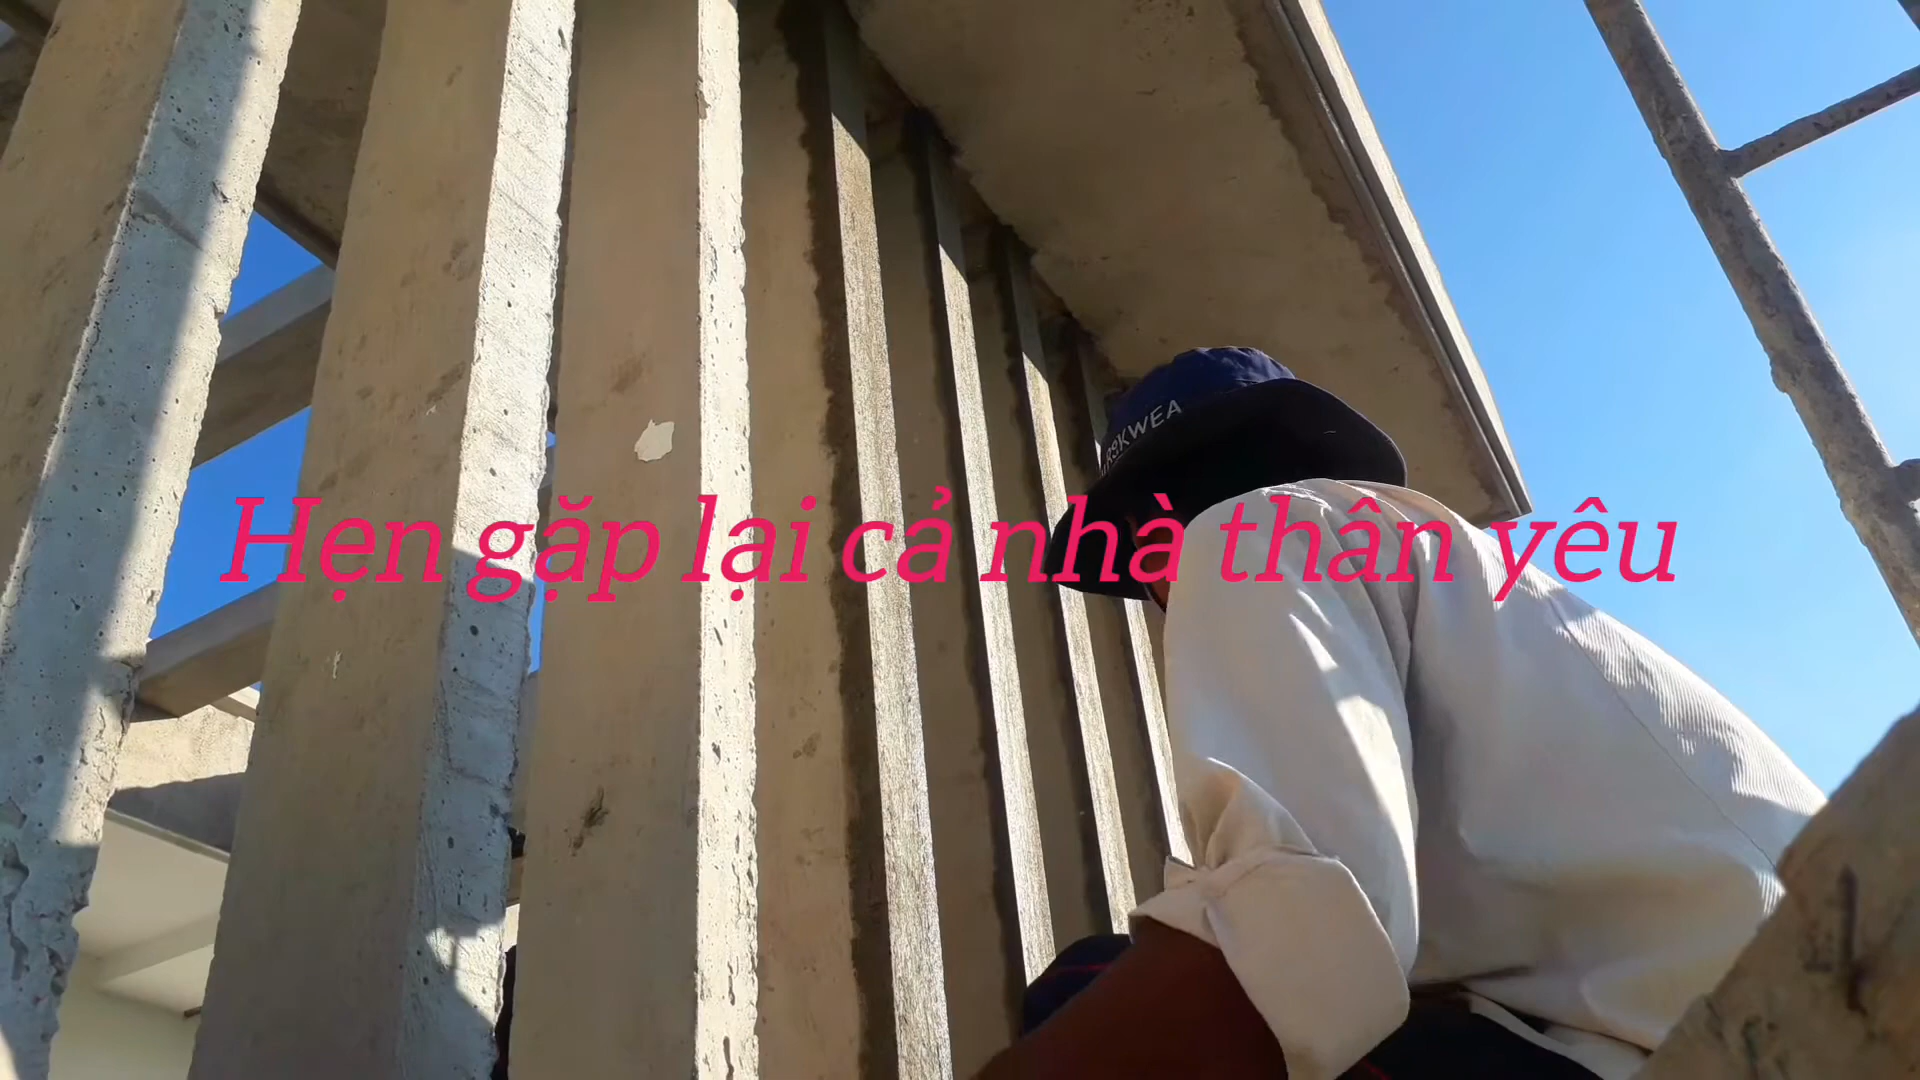 Hẹn gặp lại cả nhà thân yêu